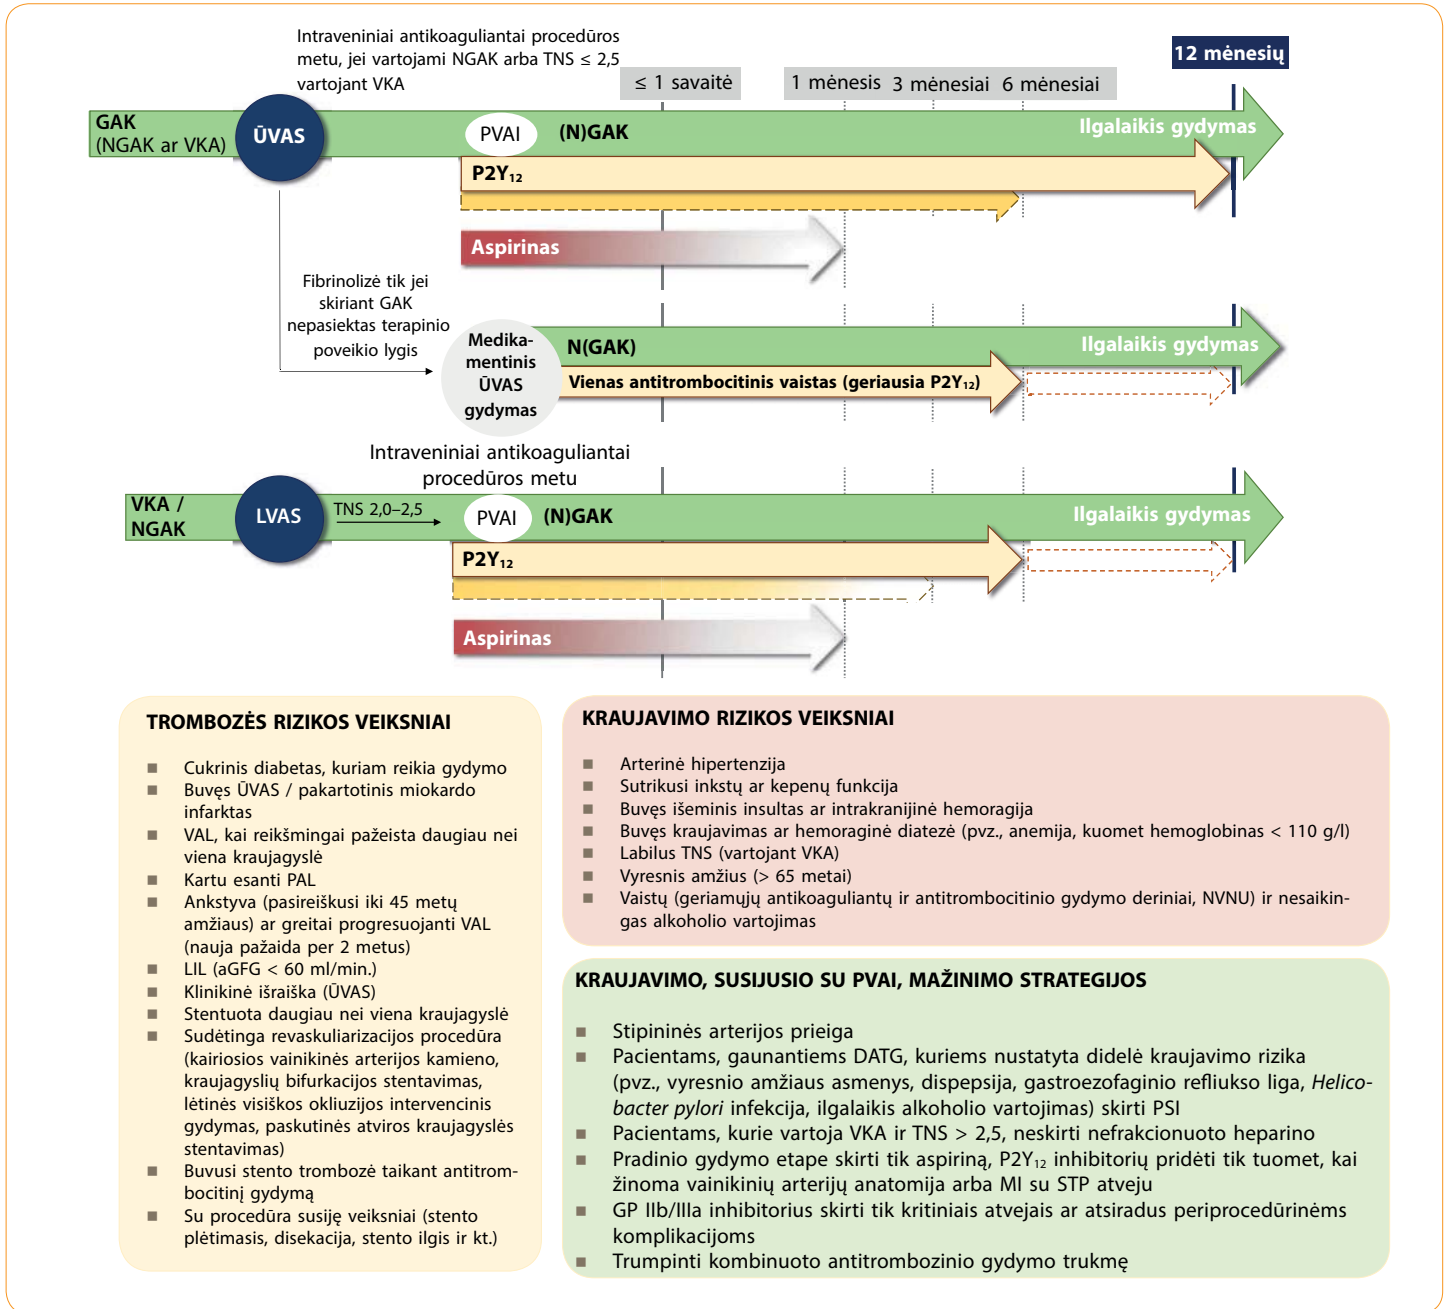 Intraveniniai antikoaguliantai procedūros
metu, jei vartojami NGAK arba TNS ≤ 2,5
vartojant VKA
12 mėnesių
≤ 1 savaitė
1 mėnesis
3 mėnesiai
6 mėnesiai
GAK
(NGAK ar VKA)
ŪVAS
PVAI
(N)GAK
Ilgalaikis gydymas
P2Y₁₂
Aspirinas
Fibrinolizė tik jei
skiriant GAK
nepasiektas terapinio
poveikio lygis
Medika-
mentinis
ŪVAS
gydymas
N(GAK)
Ilgalaikis gydymas
Vienas antitrombocitinis vaistas (geriausia P2Y₁₂)
Intraveniniai antikoaguliantai
procedūros metu
VKA /
NGAK
LVAS
TNS 2,0–2,5
PVAI
(N)GAK
Ilgalaikis gydymas
P2Y₁₂
Aspirinas
TROMBOZĖS RIZIKOS VEIKSNIAI
■ Cukrinis diabetas, kuriam reikia gydymo
■ Buvęs ŪVAS / pakartotinis miokardo
infarktas
■ VAL, kai reikšmingai pažeista daugiau nei
viena kraujagyslė
■ Kartu esanti PAL
■ Ankstyva (pasireiškusi iki 45 metų
amžiaus) ar greitai progresuojanti VAL
(nauja pažaida per 2 metus)
■ LIL (aGFG < 60 ml/min.)
■ Klinikinė išraiška (ŪVAS)
■ Stentuota daugiau nei viena kraujagyslė
■ Sudėtinga revaskuliarizacijos procedūra
(kairiosios vainikinės arterijos kamieno,
kraujagyslių bifurkacijos stentavimas,
lėtinės visiškos okliuzijos intervencinis
gydymas, paskutinės atviros kraujagyslės
stentavimas)
■ Buvusi stento trombozė taikant antitrom-
bocitinį gydymą
■ Su procedūra susiję veiksniai (stento
plėtimasis, disekacija, stento ilgis ir kt.)
KRAUJAVIMO RIZIKOS VEIKSNIAI
■ Arterinė hipertenzija
■ Sutrikusi inkstų ar kepenų funkcija
■ Buvęs išeminis insultas ar intrakranijinė hemoragija
■ Buvęs kraujavimas ar hemoraginė diatezė (pvz., anemija, kuomet hemoglobinas < 110 g/l)
■ Labilus TNS (vartojant VKA)
■ Vyresnis amžius (> 65 metai)
■ Vaistų (geriamųjų antikoaguliantų ir antitrombocitinio gydymo deriniai, NVNU) ir nesaikin-
gas alkoholio vartojimas
KRAUJAVIMO, SUSIJUSIO SU PVAI, MAŽINIMO STRATEGIJOS
■ Stipininės arterijos prieiga
■ Pacientams, gaunantiems DATG, kuriems nustatyta didelė kraujavimo rizika
(pvz., vyresnio amžiaus asmenys, dispepsija, gastroezofaginio refliukso liga, Helico-
bacter pylori infekcija, ilgalaikis alkoholio vartojimas) skirti PSI
■ Pacientams, kurie vartoja VKA ir TNS > 2,5, neskirti nefrakcionuoto heparino
■ Pradinio gydymo etape skirti tik aspiriną, P2Y₁₂ inhibitorių pridėti tik tuomet, kai
žinoma vainikinių arterijų anatomija arba MI su STP atveju
■ GP IIb/IIIa inhibitorius skirti tik kritiniais atvejais ar atsiradus periprocedūrinėms
komplikacijoms
■ Trumpinti kombinuoto antitrombozinio gydymo trukmę